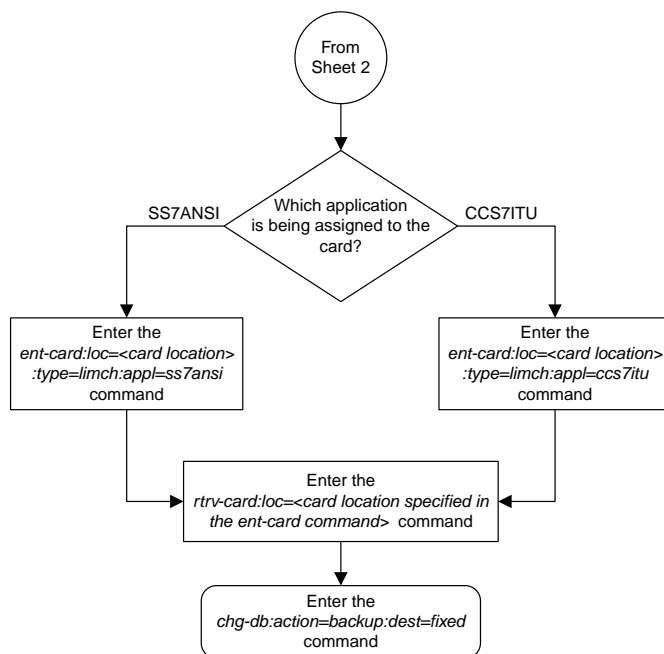 From
Sheet 2
Which application
is being assigned to the
card?
SS7ANSI
CCS7ITU
Enter the
ent-card:loc=<card location>
:type=limch:appl=ss7ansi
command
Enter the
ent-card:loc=<card location>
:type=limch:appl=ccs7itu
command
Enter the
rtrv-card:loc=<card location specified in
the ent-card command> command
Enter the
chg-db:action=backup:dest=fixed
command